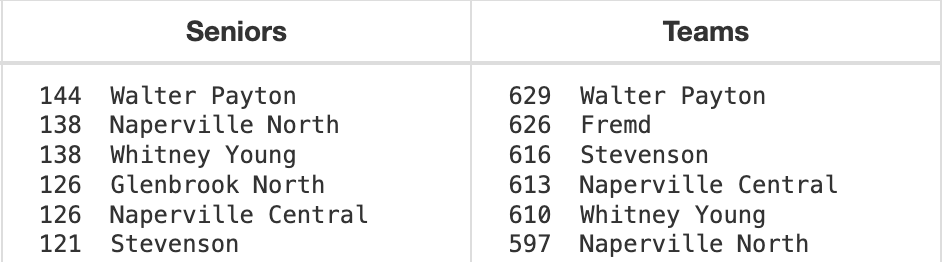 Seniors
144 Walter Payton
138 Naperville North
138 Whitney Young
126 Glenbrook North
126 Naperville Central
121 Stevenson
Teams
629 Walter Payton
626 Fremd
616 Stevenson
613 Naperville Central
610 Whitney Young
597 Naperville North